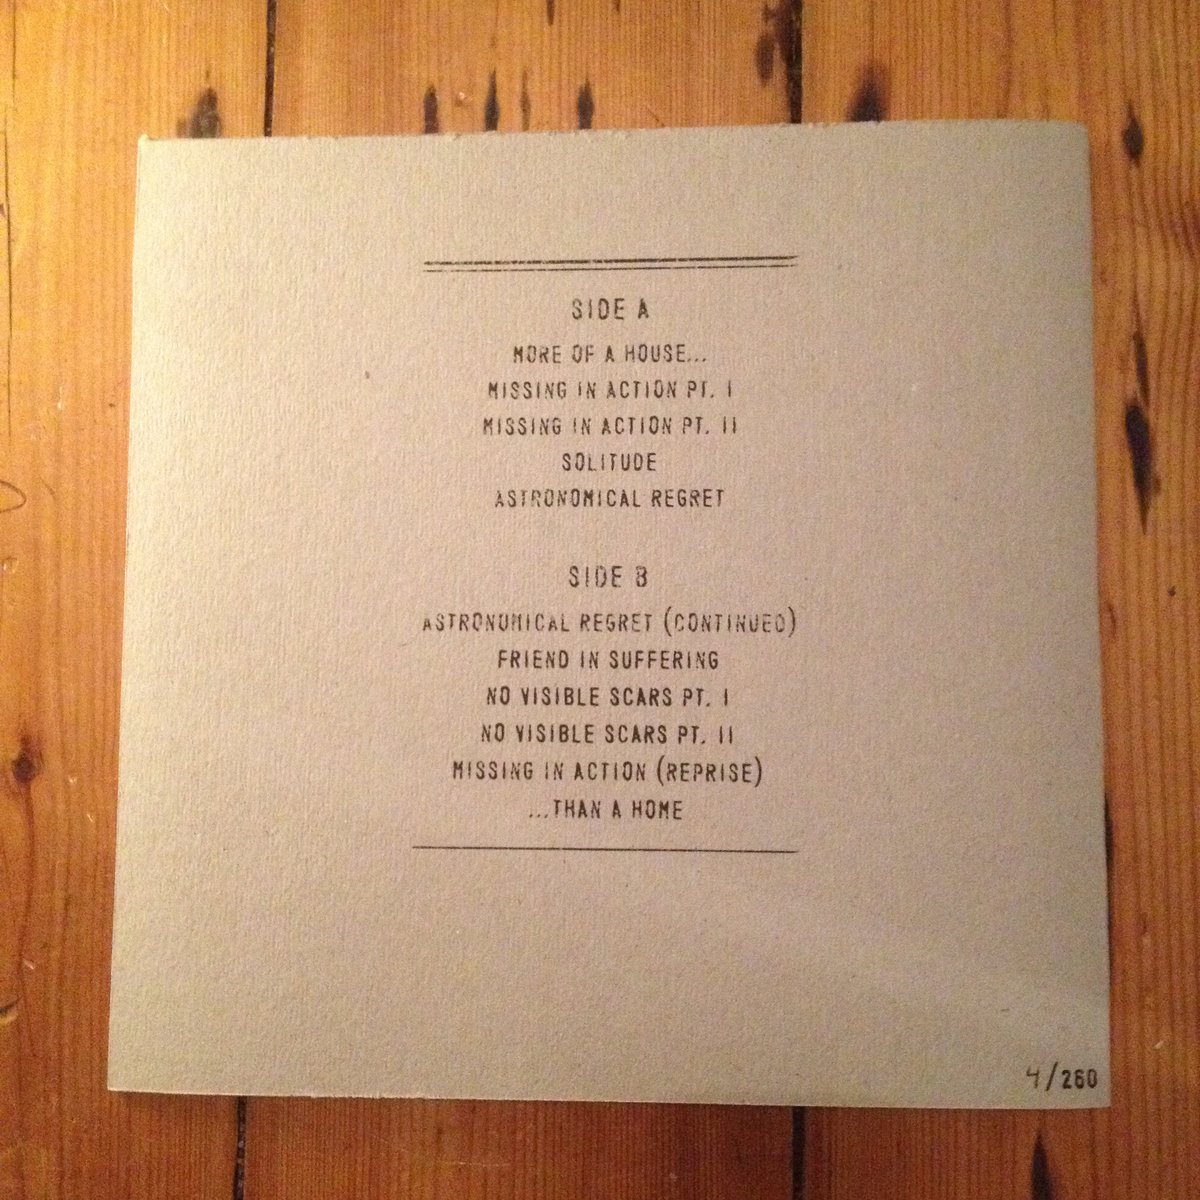 SIDE A
MORE OF A HOUSE...
MISSING IN ACTION PT. I
MISSING IN ACTION PT. II
SOLITUDE
ASTRONOMICAL REGRET
SIDE B
ASTRONOMICAL REGRET (CONTINUED)
FRIEND IN SUFFERING
NO VISIBLE SCARS PT. I
NO VISIBLE SCARS PT. II
MISSING IN ACTION (REPRISE)
...THAN A HOME
4/260